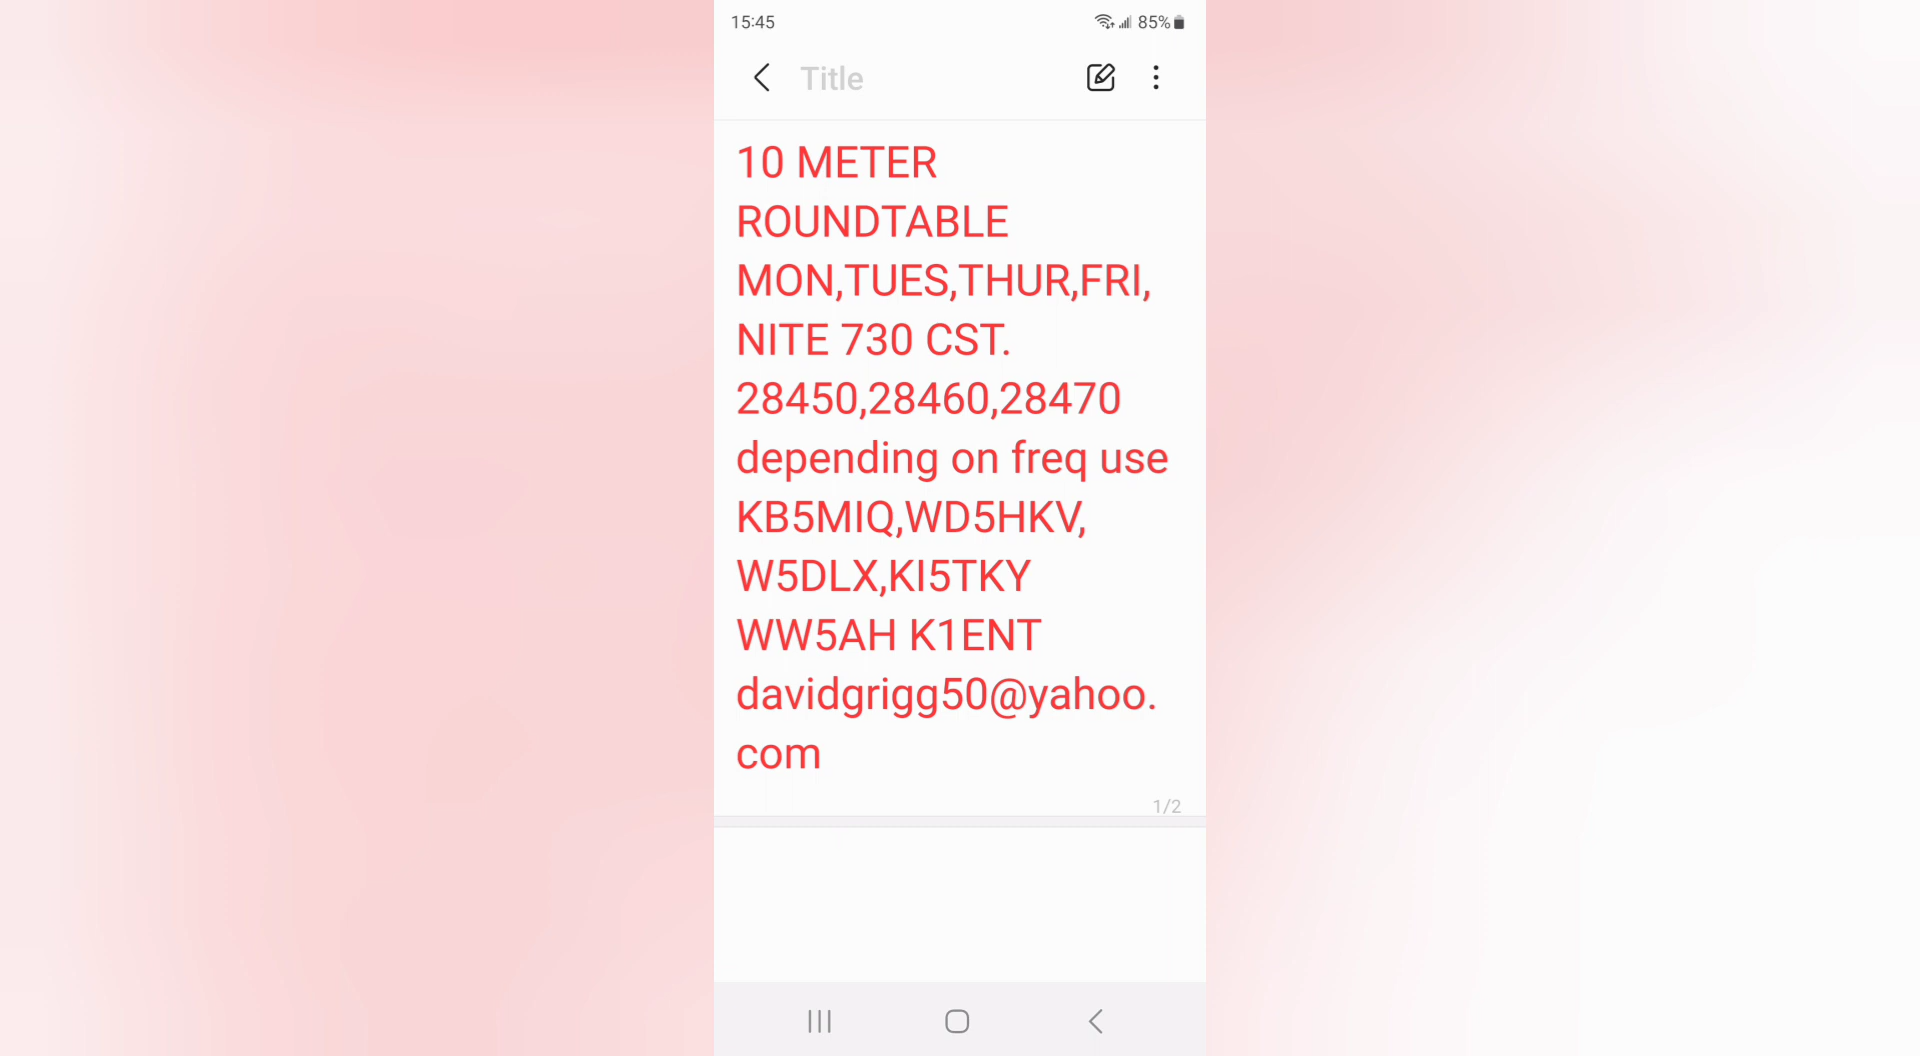 15:45
85%
Title
10 METER
ROUNDTABLE
MON,TUES,THUR,FRI,
NITE 730 CST.
28450,28460,28470
depending on freq use
KB5MIQ,WD5HKV,
W5DLX,KI5TKY
WW5AH K1ENT
davidgrigg50@yahoo.
com
1/2